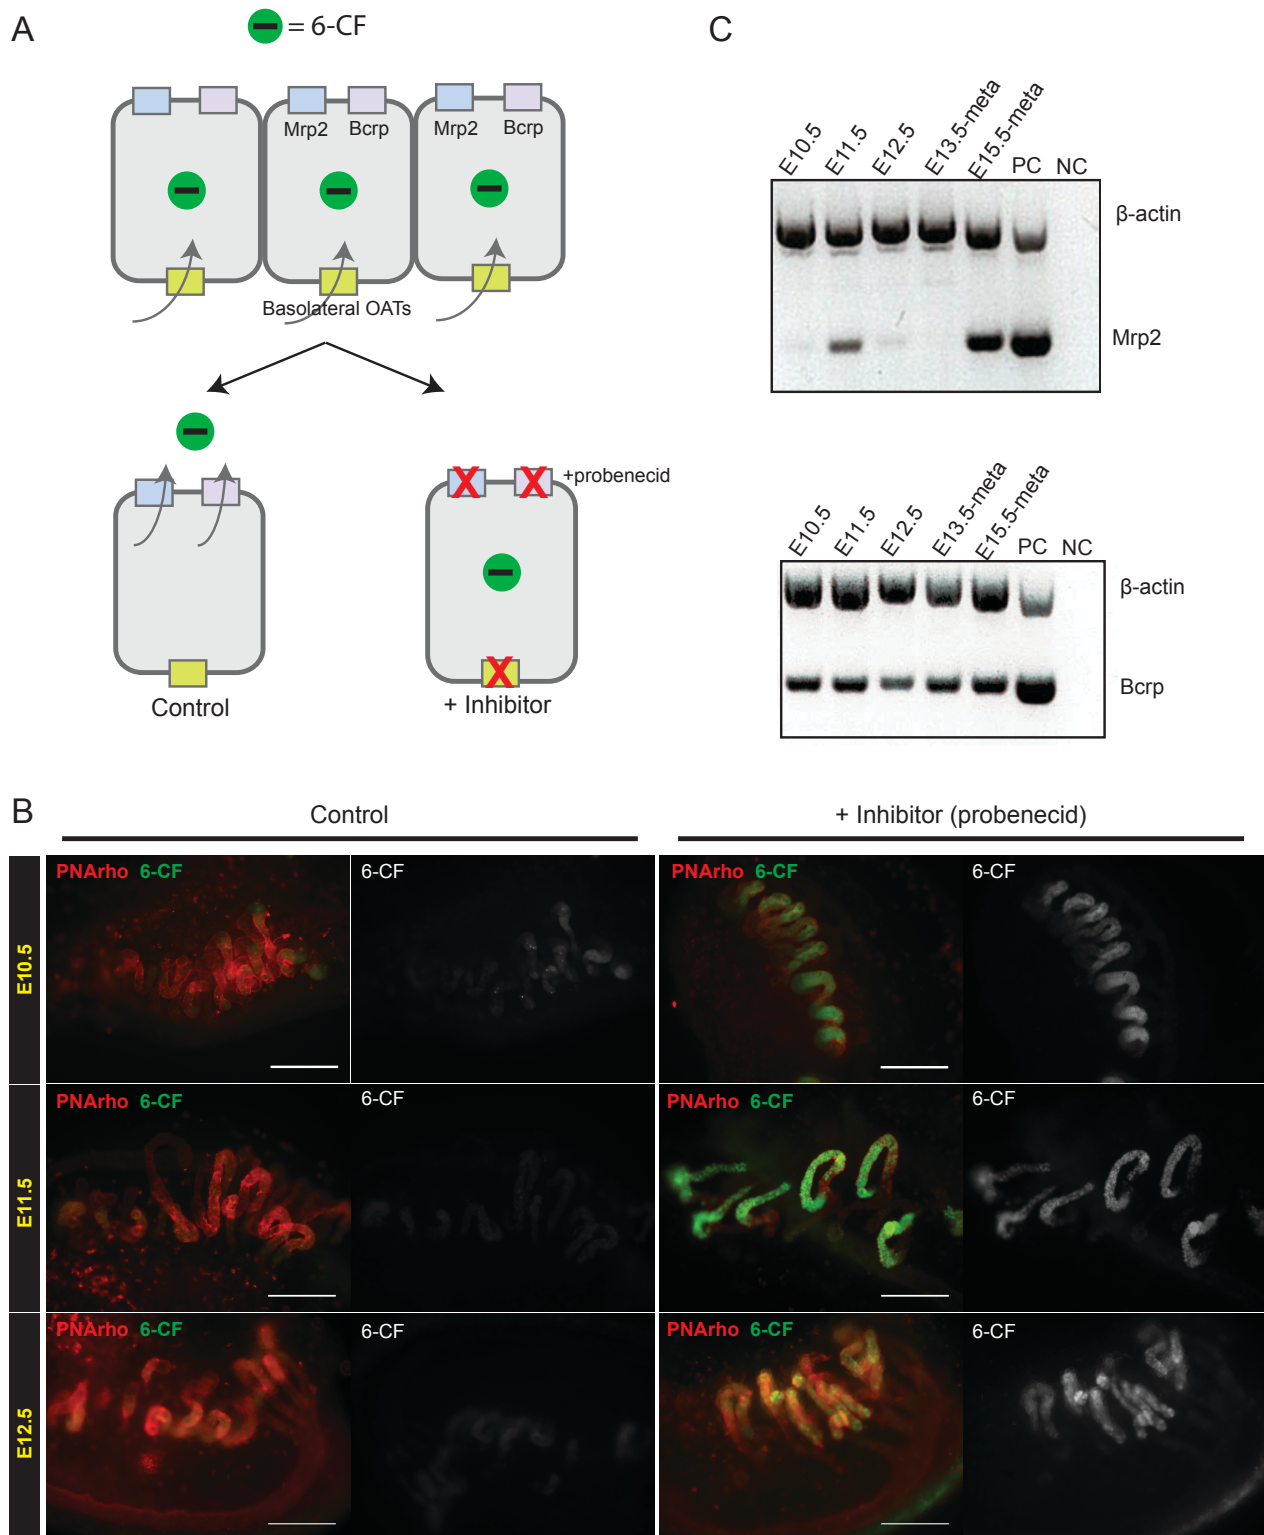 A
= 6-CF
Mrp2 Bcrp Mrp2 Bcrp
Basolateral OATs
+probenecid
X X
X
Control
+ Inhibitor
C
E10.5 E11.5 E12.5 E13.5-meta E15.5-meta PC NC
β-actin
Mrp2
E10.5 E11.5 E12.5 E13.5-meta E15.5-meta PC NC
β-actin
Bcrp
B
Control
+ Inhibitor (probenecid)
E10.5
PNArho 6-CF
6-CF
PNArho 6-CF
6-CF
E11.5
PNArho 6-CF
6-CF
PNArho 6-CF
6-CF
E12.5
PNArho 6-CF
6-CF
PNArho 6-CF
6-CF